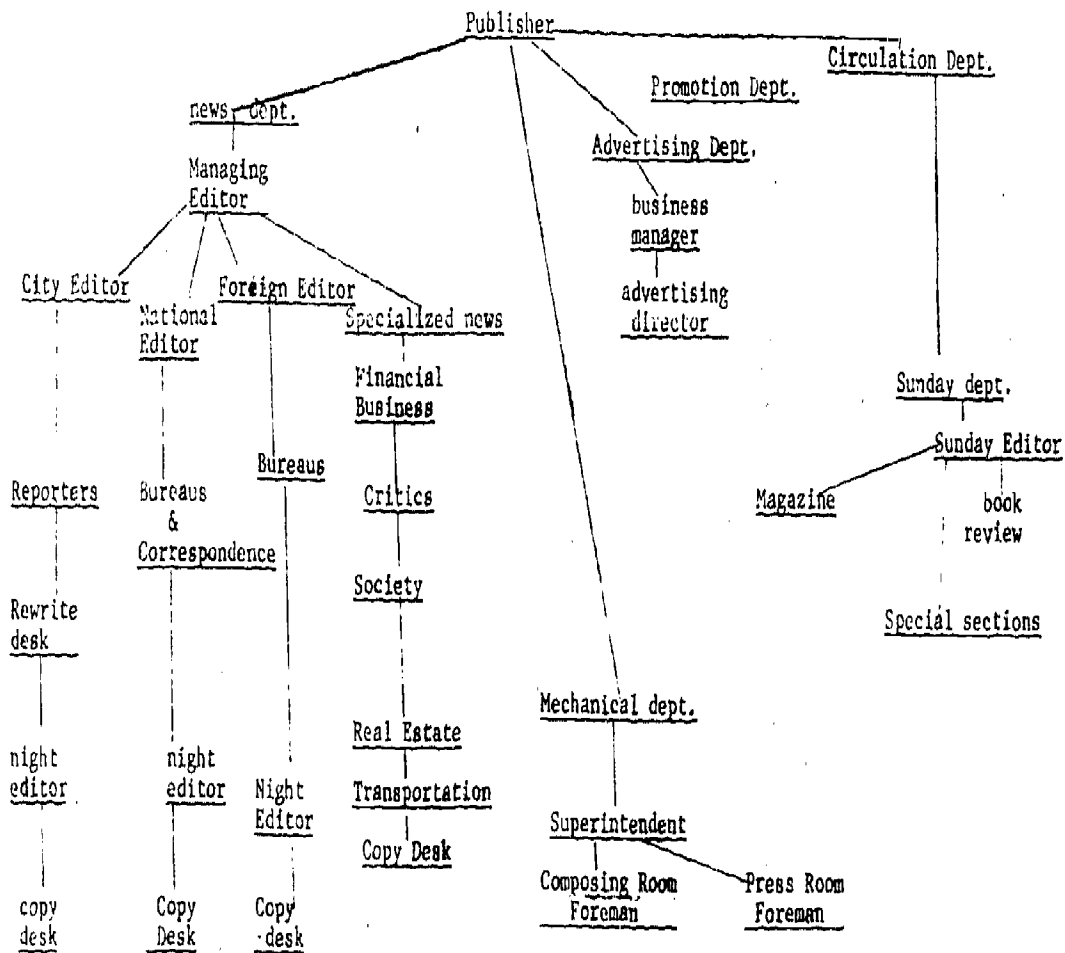 Publisher
Circulation Dept.
Promotion Dept.
news dept.
Advertising Dept.
Managing
Editor
business
manager
City Editor
Foreign Editor
advertising
director
National
Editor
Specialized news
Financial
Business
Sunday dept.
Sunday Editor
Bureaus
Reporters
Bureaus
&
Correspondence
Critics
Magazine
book
review
Society
Rewrite
desk
Special sections
Mechanical dept.
Real Estate
night
editor
night
editor
Night
Editor
Transportation
Superintendent
Copy Desk
Composing Room
Foreman
Press Room
Foreman
copy
desk
Copy
Desk
Copy
desk